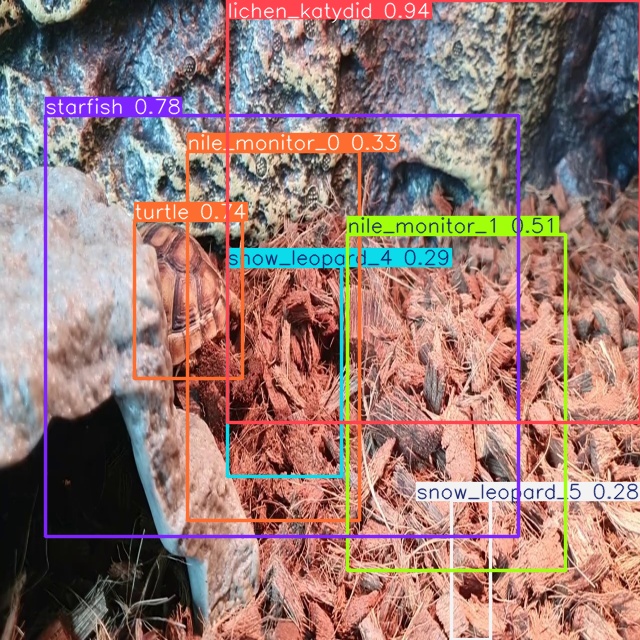 lichen_katydid 0.94
starfish 0.78
nile_monitor_0 0.33
turtle 0.74
nile_monitor_1 0.51
snow_leopard_4 0.29
snow_leopard_5 0.28